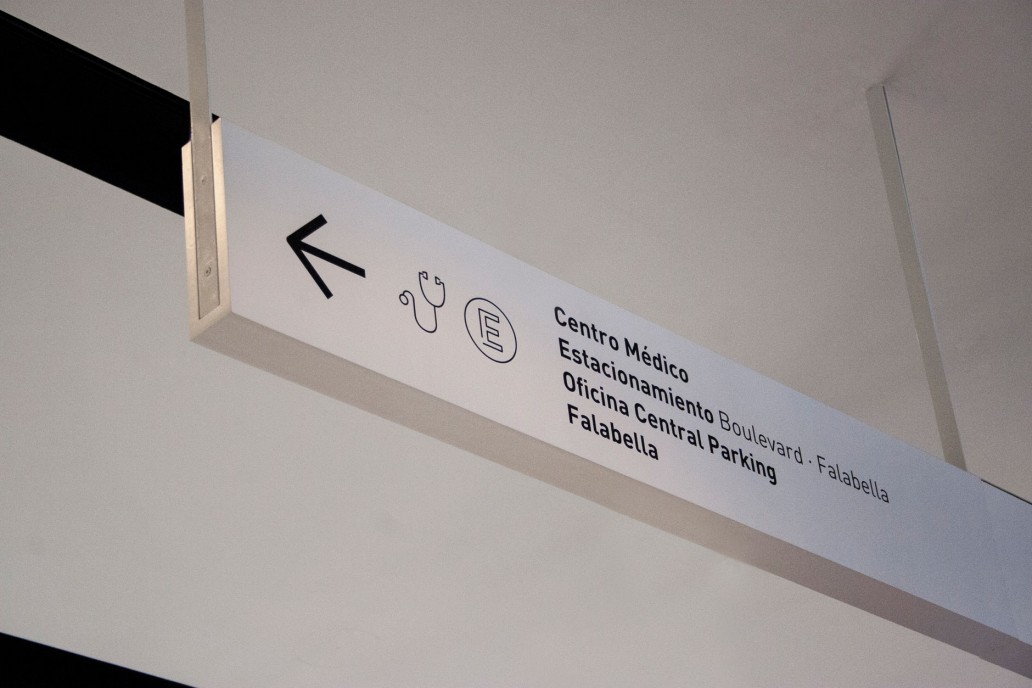 E
Centro Médico
Estacionamiento Boulevard · Falabella
Oficina Central Parking
Falabella